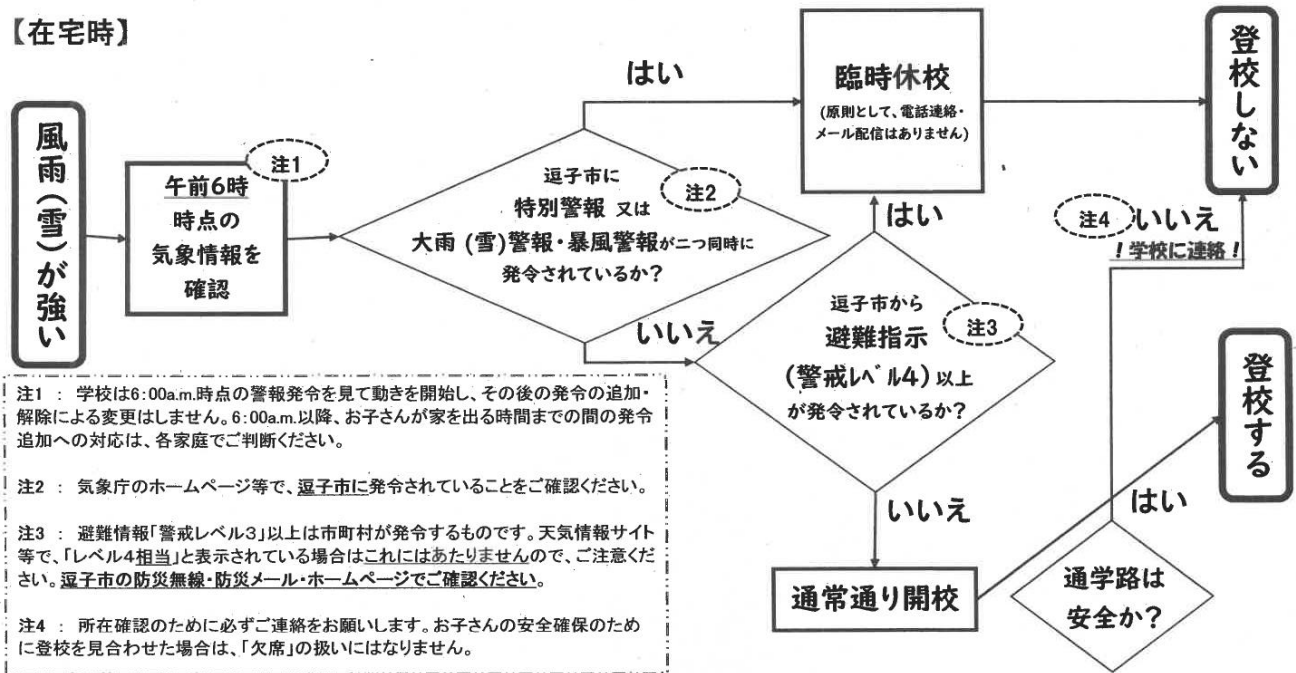 【在宅時】
風雨(雪)が強い
注1
午前6時
時点の
気象情報を
確認
注2
逗子市に
特別警報 又は
大雨(雪)警報・暴風警報が二つ同時に
発令されているか?
はい
臨時休校
(原則として、電話連絡・
メール配信はありません)
登校しない
いいえ
はい
注3
逗子市から
避難指示
(警戒レベル4)以上
が発令されているか?
注4 いいえ
!学校に連絡!
いいえ
通常通り開校
はい
通学路は
安全か?
登校する
注1 : 学校は6:00a.m.時点の警報発令を見て動きを開始し、その後の発令の追加・
解除による変更はしません。6:00a.m.以降、お子さんが家を出る時間までの間の発令
追加への対応は、各家庭でご判断ください。
注2 : 気象庁のホームページ等で、逗子市に発令されていることをご確認ください。
注3 : 避難情報「警戒レベル3」以上は市町村が発令するものです。天気情報サイト
等で、「レベル4相当」と表示されている場合はこれにはあたりませんので、ご注意くだ
さい。逗子市の防災無線・防災メール・ホームページでご確認ください。
注4 : 所在確認のために必ずご連絡をお願いします。お子さんの安全確保のため
に登校を見合わせた場合は、「欠席」の扱いにはなりません。